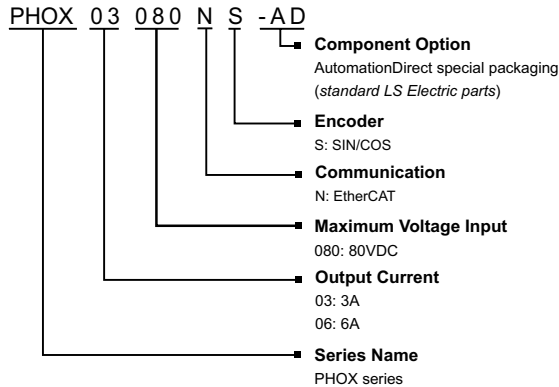 PHOX 03 080 N S -AD
Component Option
AutomationDirect special packaging
(standard LS Electric parts)
Encoder
S: SIN/COS
Communication
N: EtherCAT
Maximum Voltage Input
080: 80VDC
Output Current
03: 3A
06: 6A
Series Name
PHOX series